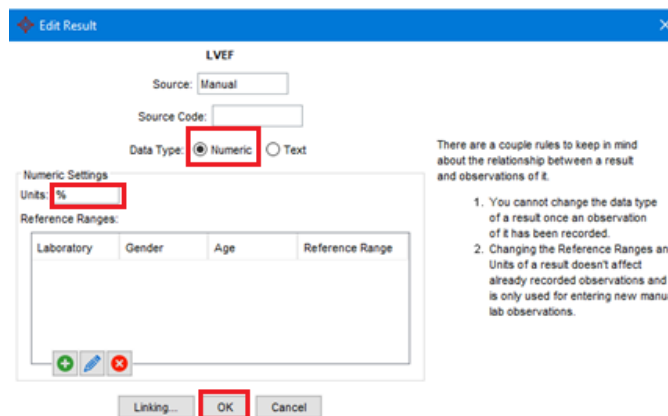 Edit Result
LVEF
Source: Manual
Source Code:
Data Type: Numeric Text
Numeric Settings
Units: %
Reference Ranges:
Laboratory Gender Age Reference Range
Linking... OK Cancel
There are a couple rules to keep in mind
about the relationship between a result
and observations of it.
1. You cannot change the data type
of a result once an observation
of it has been recorded.
2. Changing the Reference Ranges an
Units of a result doesn't affect
already recorded observations and
is only used for entering new manu
lab observations.